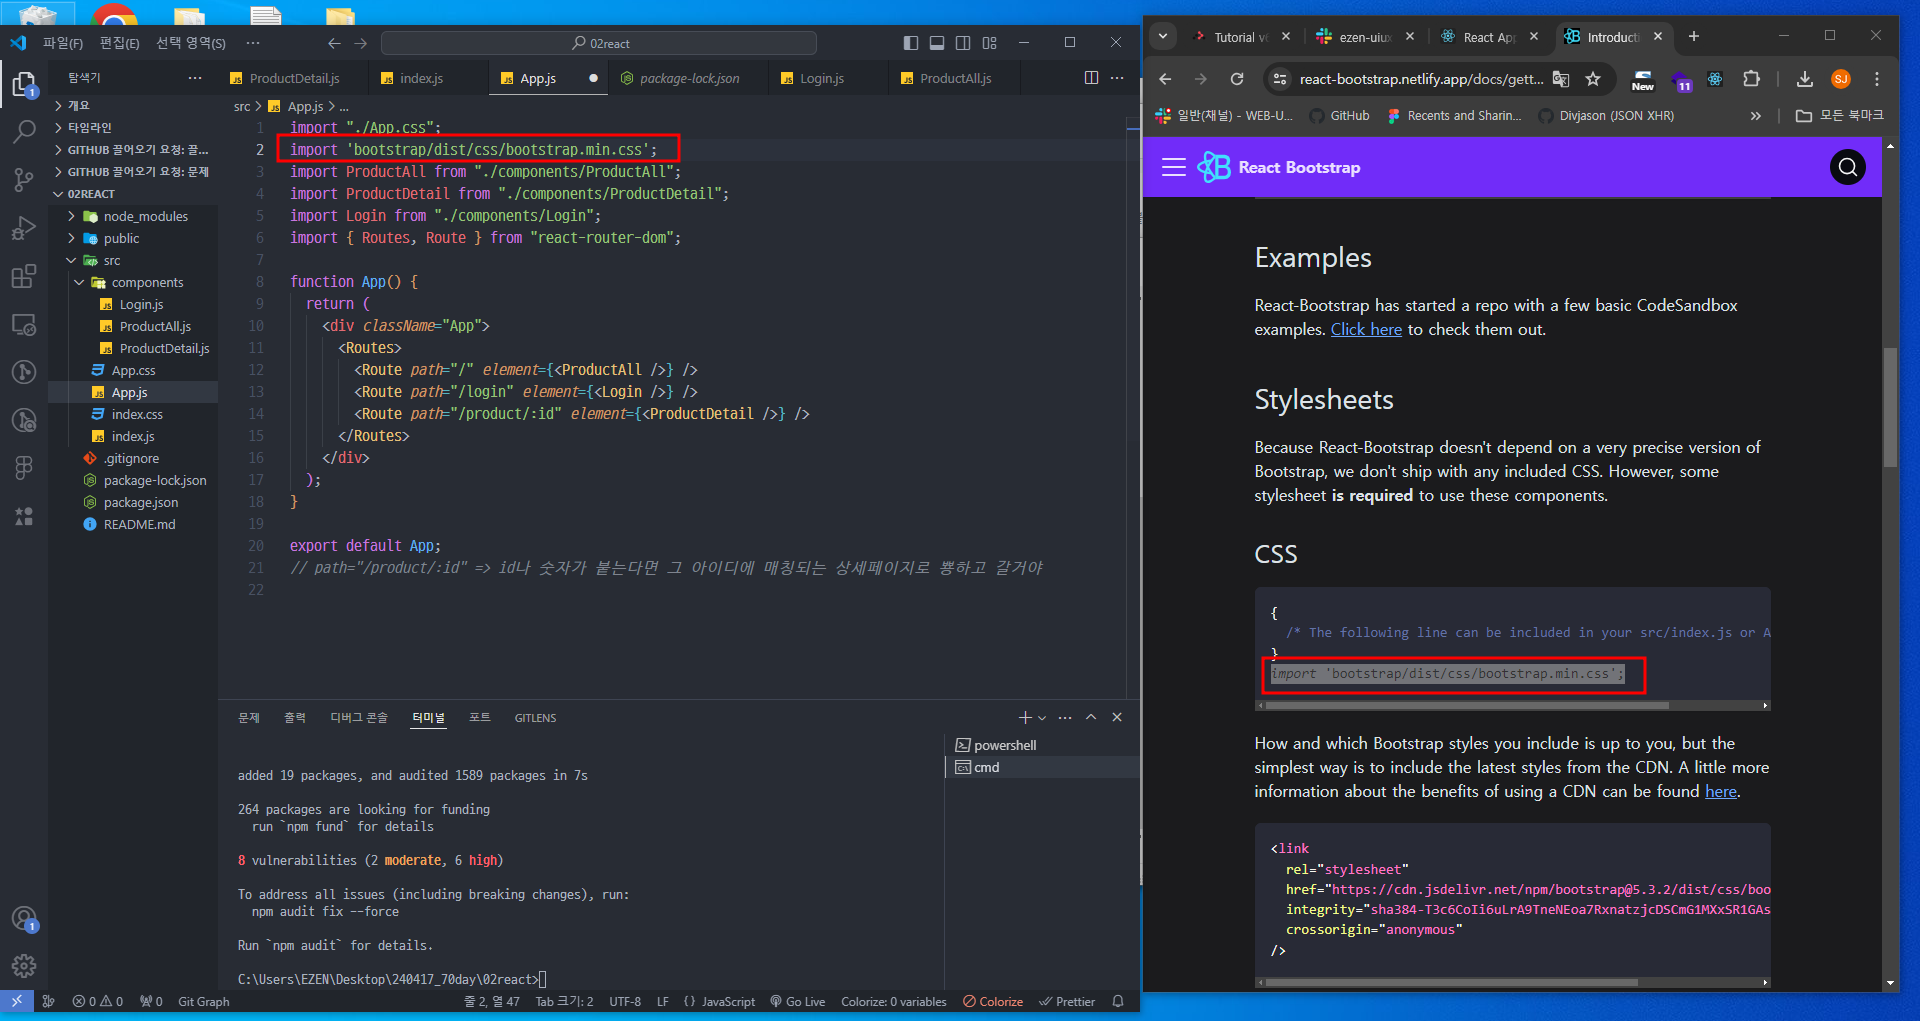 파일(F) 편집(E) 선택 영역(S) ···
02react
탐색기
개요
타임라인
GITHUB 끌어오기 요청: 끌...
GITHUB 끌어오기 요청: 문제
02REACT
node_modules
public
src
components
Login.js
ProductAll.js
ProductDetail.js
App.css
App.js
index.css
index.js
.gitignore
package-lock.json
package.json
README.md
ProductDetail.js index.js App.js package-lock.json Login.js ProductAll.js
src > App.js > ...
1 import "./App.css";
2 import 'bootstrap/dist/css/bootstrap.min.css';
3 import ProductAll from "./components/ProductAll";
4 import ProductDetail from "./components/ProductDetail";
5 import Login from "./components/Login";
6 import { Routes, Route } from "react-router-dom";
7
8 function App() {
9 return (
10 <div className="App">
11 <Routes>
12 <Route path="/" element={<ProductAll />} />
13 <Route path="/login" element={<Login />} />
14 <Route path="/product/:id" element={<ProductDetail />} />
15 </Routes>
16 </div>
17 );
18 }
19
20 export default App;
21 // path="/product/:id" => id나 숫자가 붙는다면 그 아이디에 매칭되는 상세페이지로 뿅하고 갈거야
22
문제 출력 디버그 콘솔 터미널 포트 GITLENS
added 19 packages, and audited 1589 packages in 7s
264 packages are looking for funding
run `npm fund` for details
8 vulnerabilities (2 moderate, 6 high)
To address all issues (including breaking changes), run:
npm audit fix --force
Run `npm audit` for details.
C:\Users\EZEN\Desktop\240417_70day\02react>
powershell
cmd
0 0 0 Git Graph 줄 2, 열 47 Tab 크기: 2 UTF-8 LF {} JavaScript Go Live Colorize: 0 variables Colorize Prettier
Tutorial v6 ezen-uiux React App Introducti
react-bootstrap.netlify.app/docs/gett... New 11 SJ
일반(채널) - WEB-U... GitHub Recents and Sharin... Divjason (JSON XHR) » 모든 북마크
React Bootstrap
Examples
React-Bootstrap has started a repo with a few basic CodeSandbox
examples. Click here to check them out.
Stylesheets
Because React-Bootstrap doesn't depend on a very precise version of
Bootstrap, we don't ship with any included CSS. However, some
stylesheet is required to use these components.
CSS
{
/* The following line can be included in your src/index.js or A
}
import 'bootstrap/dist/css/bootstrap.min.css';
How and which Bootstrap styles you include is up to you, but the
simplest way is to include the latest styles from the CDN. A little more
information about the benefits of using a CDN can be found here.
<link
rel="stylesheet"
href="https://cdn.jsdelivr.net/npm/bootstrap@5.3.2/dist/css/boo
integrity="sha384-T3c6CoIi6uLrA9TneNEoa7RxnatzjcDSCmG1MXxSR1GAs
crossorigin="anonymous"
/>